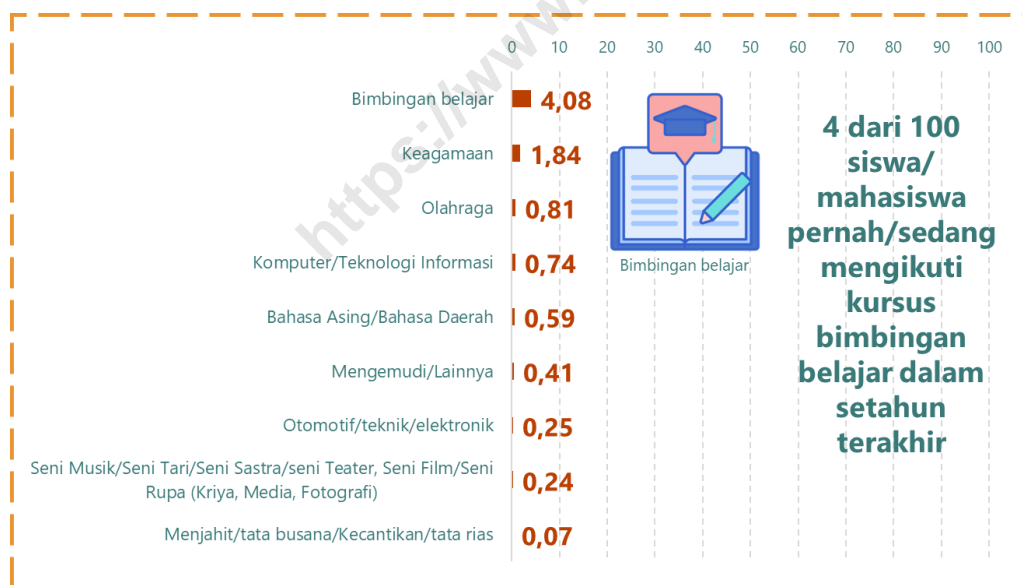 0 10 20 30 40 50 60 70 80 90 100
Bimbingan belajar 4,08
Keagamaan 1,84
Olahraga 0,81
Komputer/Teknologi Informasi 0,74
Bahasa Asing/Bahasa Daerah 0,59
Mengemudi/Lainnya 0,41
Otomotif/teknik/elektronik 0,25
Seni Musik/Seni Tari/Seni Sastra/seni Teater, Seni Film/Seni
Rupa (Kriya, Media, Fotografi) 0,24
Menjahit/tata busana/Kecantikan/tata rias 0,07
Bimbingan belajar
4 dari 100
siswa/
mahasiswa
pernah/sedang
mengikuti
kursus
bimbingan
belajar dalam
setahun
terakhir
https://www